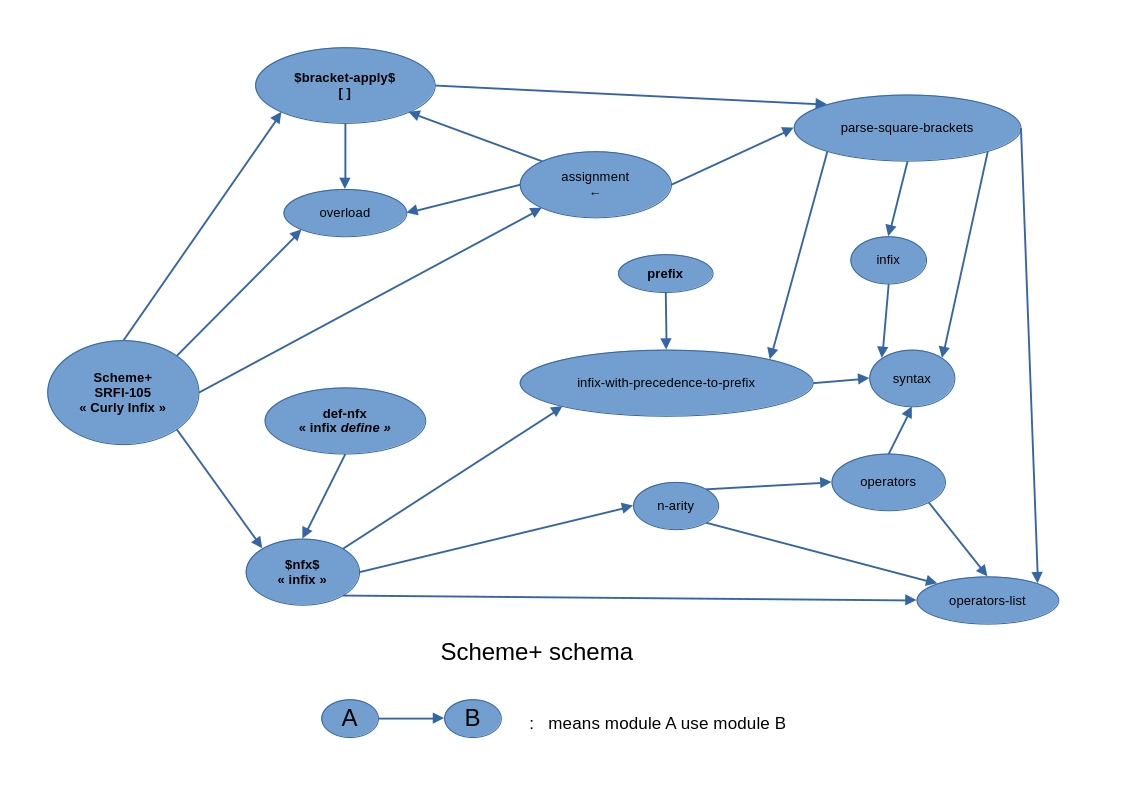 $bracket-apply$
[ ]
parse-square-brackets
assignment
←
overload
infix
prefix
Scheme+
SRFI-105
« Curly Infix »
infix-with-precedence-to-prefix
syntax
def-nfx
« infix define »
operators
n-arity
$nfx$
« infix »
operators-list
Scheme+ schema
A
B
: means module A use module B